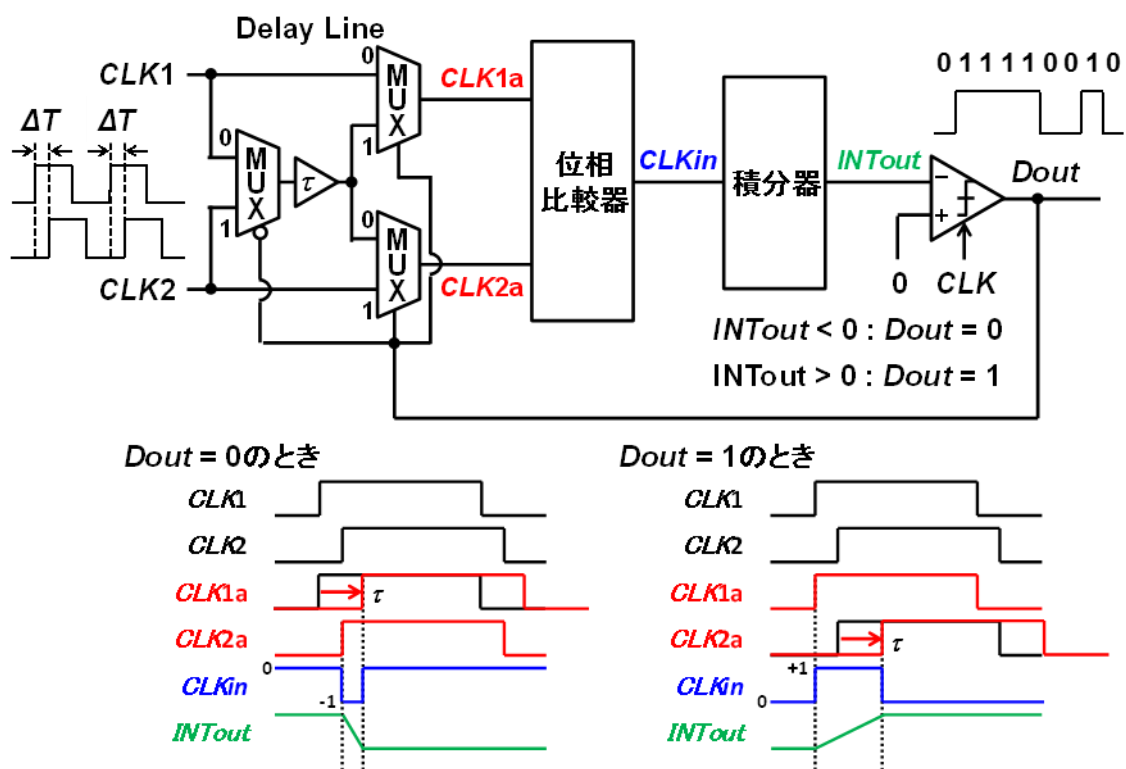 Delay Line
0 1 1 1 1 0 0 1 0
CLK1
0
MUX
1
CLK1a
ΔT
ΔT
0
MUX
1
τ
位相
比較器
CLKin
積分器
INTout
−
+
Dout
0
MUX
1
CLK2
CLK2a
0
CLK
INTout < 0 : Dout = 0
INTout > 0 : Dout = 1
Dout = 0のとき
CLK1
CLK2
CLK1a
τ
CLK2a
0
CLKin
-1
INTout
Dout = 1のとき
CLK1
CLK2
CLK1a
CLK2a
τ
+1
CLKin
0
INTout